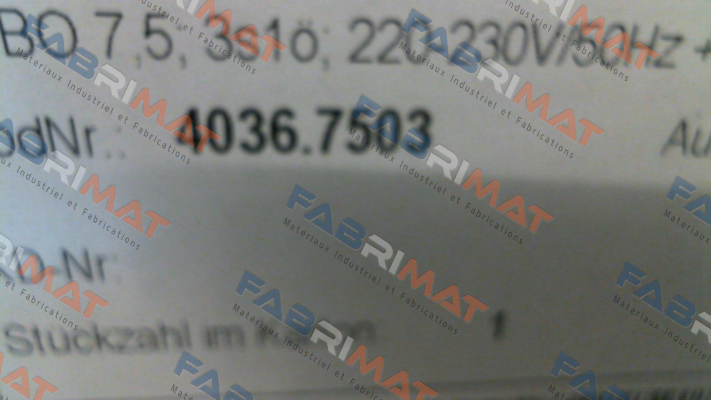 BO 7,5; 3s1ö; 220-230V/50Hz +
odNr.: 4036.7503 Au
D-Nr:
Stückzahl im 1
FABRIMAT
Materiaux Industriel et Fabrications